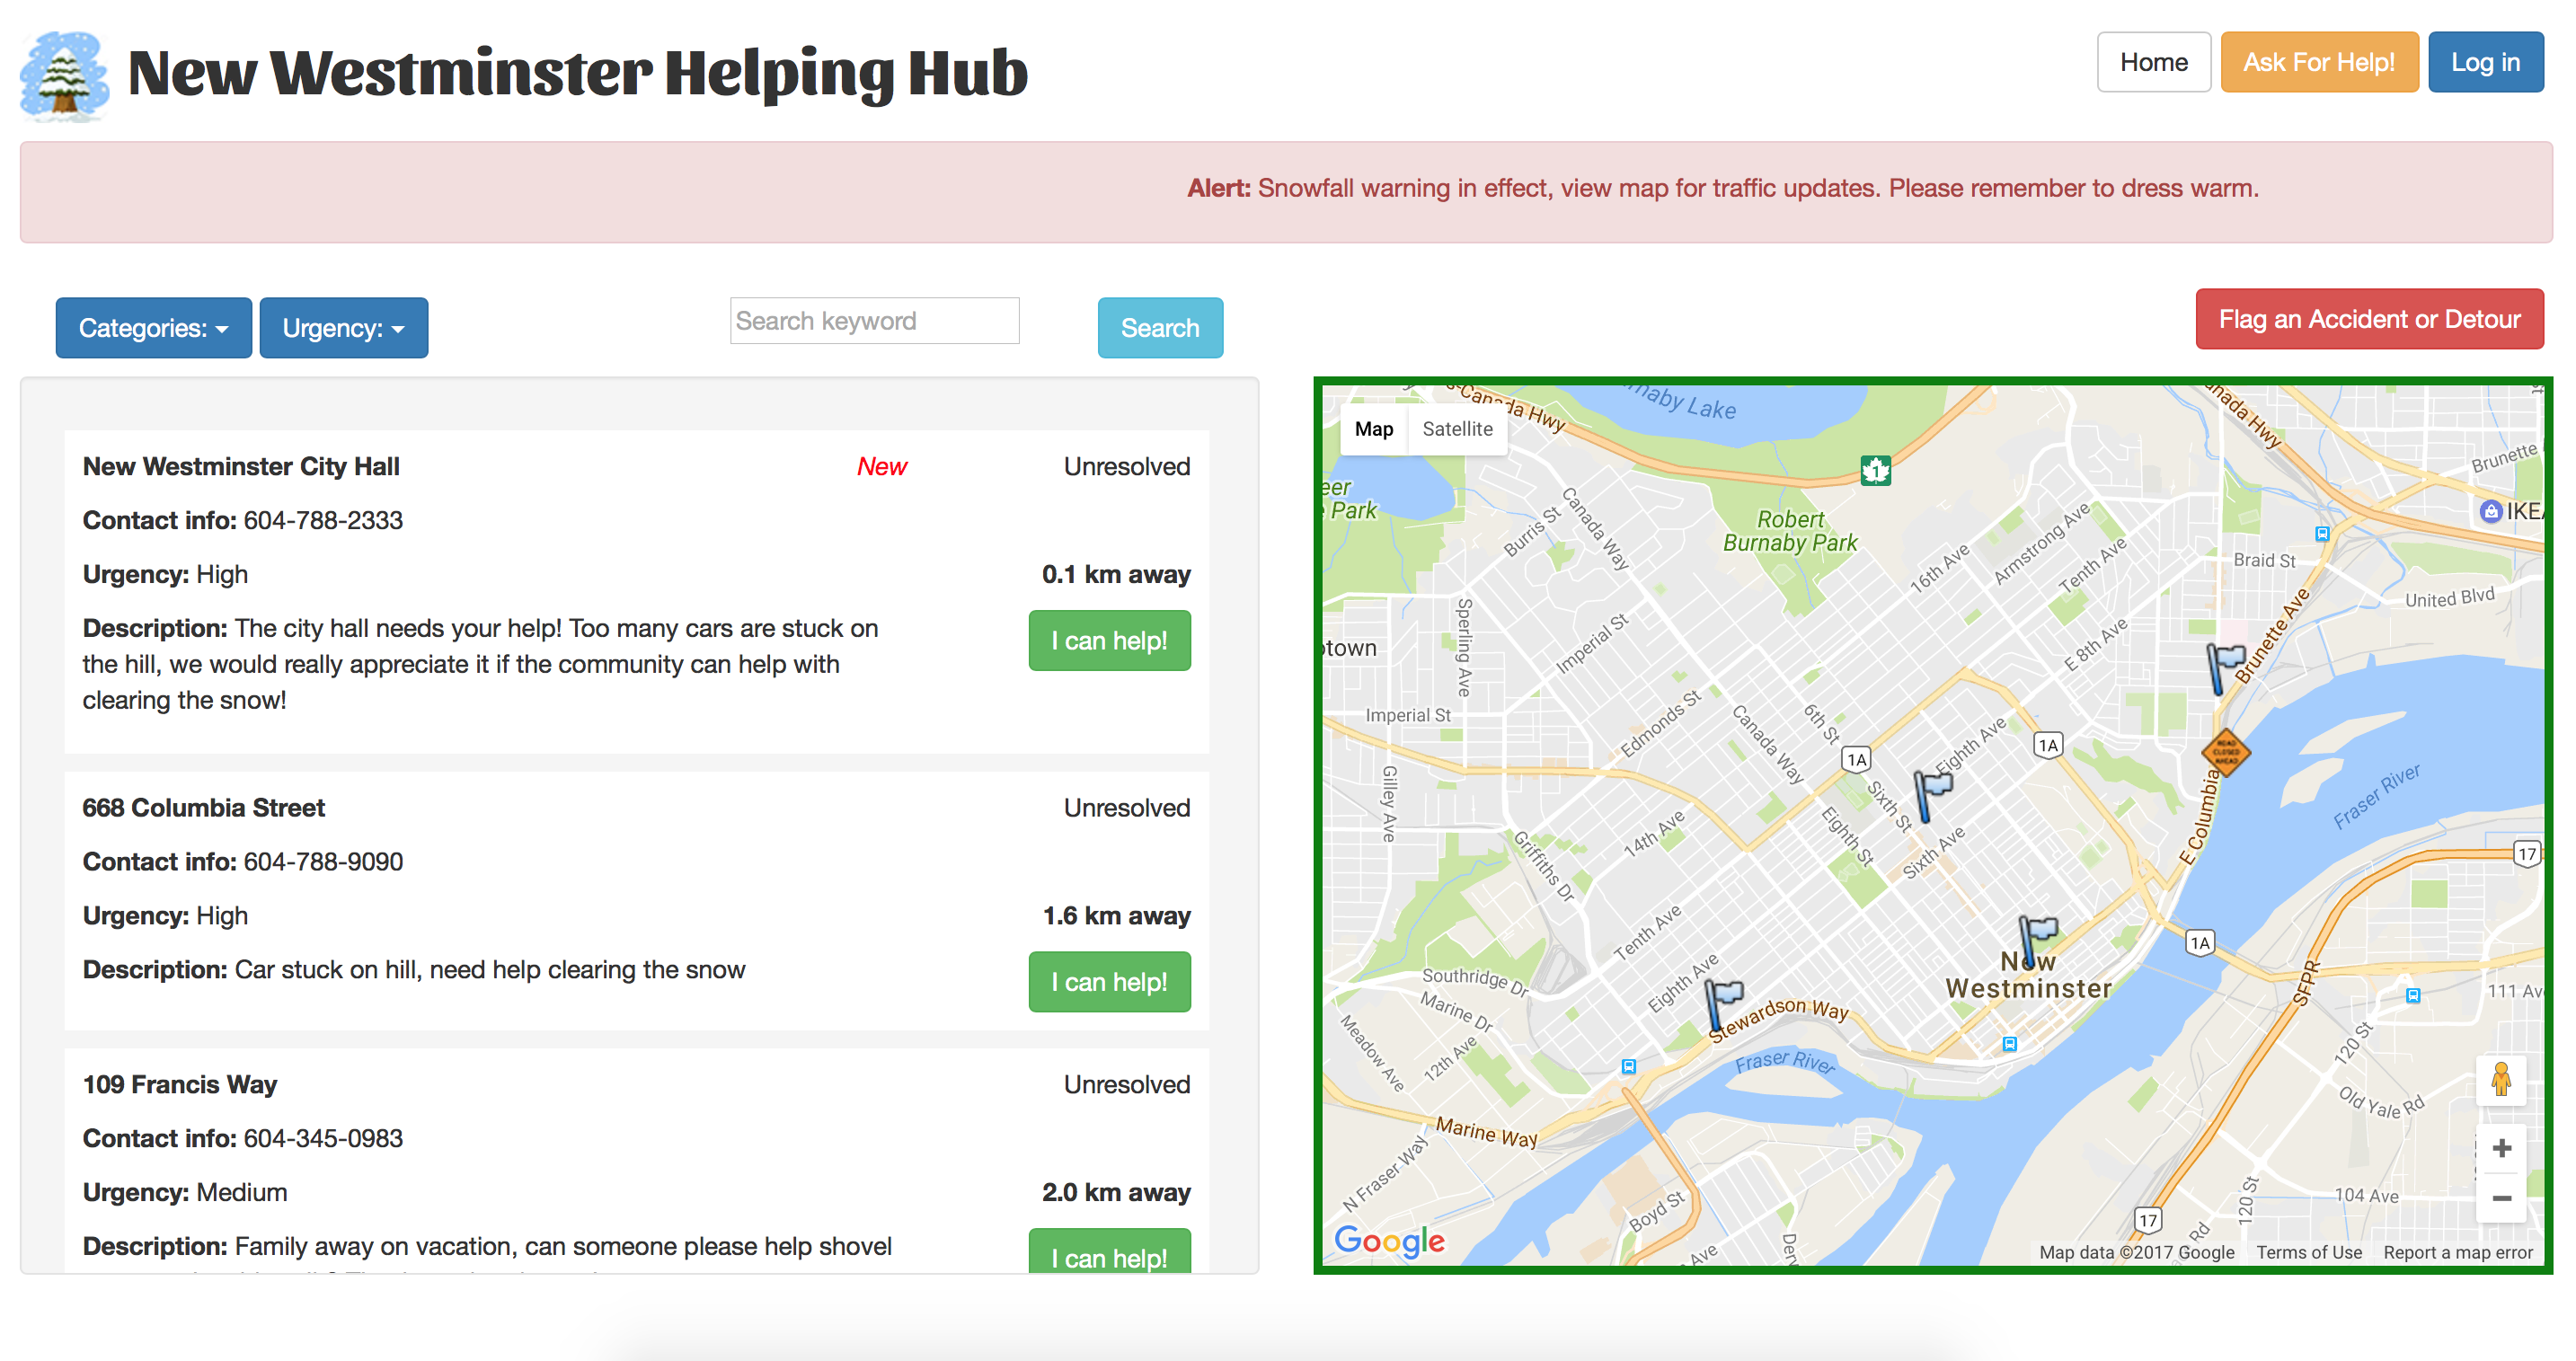 New Westminster Helping Hub
Home
Ask For Help!
Log in
Alert: Snowfall warning in effect, view map for traffic updates. Please remember to dress warm.
Categories:
Urgency:
Search keyword
Search
Flag an Accident or Detour
New Westminster City Hall
New
Unresolved
Contact info: 604-788-2333
Urgency: High
0.1 km away
Description: The city hall needs your help! Too many cars are stuck on
the hill, we would really appreciate it if the community can help with
clearing the snow!
I can help!
668 Columbia Street
Unresolved
Contact info: 604-788-9090
Urgency: High
1.6 km away
Description: Car stuck on hill, need help clearing the snow
I can help!
109 Francis Way
Unresolved
Contact info: 604-345-0983
Urgency: Medium
2.0 km away
Description: Family away on vacation, can someone please help shovel
I can help!
Map
Satellite
s-Canada Hwy
naby Lake
nada Hwy
1
Brunette
IKEA
eer
Park
Burris St
Canada Way
Robert
Burnaby Park
16th Ave
Armstrong Ave
Tenth Ave
Braid St
United Blvd
Brunette Ave
Sperling Ave
Imperial St
E 8th Ave
otown
Imperial St
Edmonds St
Canada Way
6th St
1A
Eighth Ave
1A
ROAD
CLOSED
AHEAD
Gilley Ave
Sixth St
Eighth St
Sixth Ave
14th Ave
Griffiths Dr
E Columbia
Fraser River
17
Tenth Ave
1A
New
Westminster
Southridge Dr
Marine Dr
Eighth Ave
Stewardson Way
SFPR
111 Av
Meadow Ave
12th Ave
Fraser River
120 St
Old Yale Rd
Marine Way
N Fraser Way
Boyd St
Ave
Derw
17
Rd
120 St
104 Ave
Google
Map data ©2017 Google
Terms of Use
Report a map error